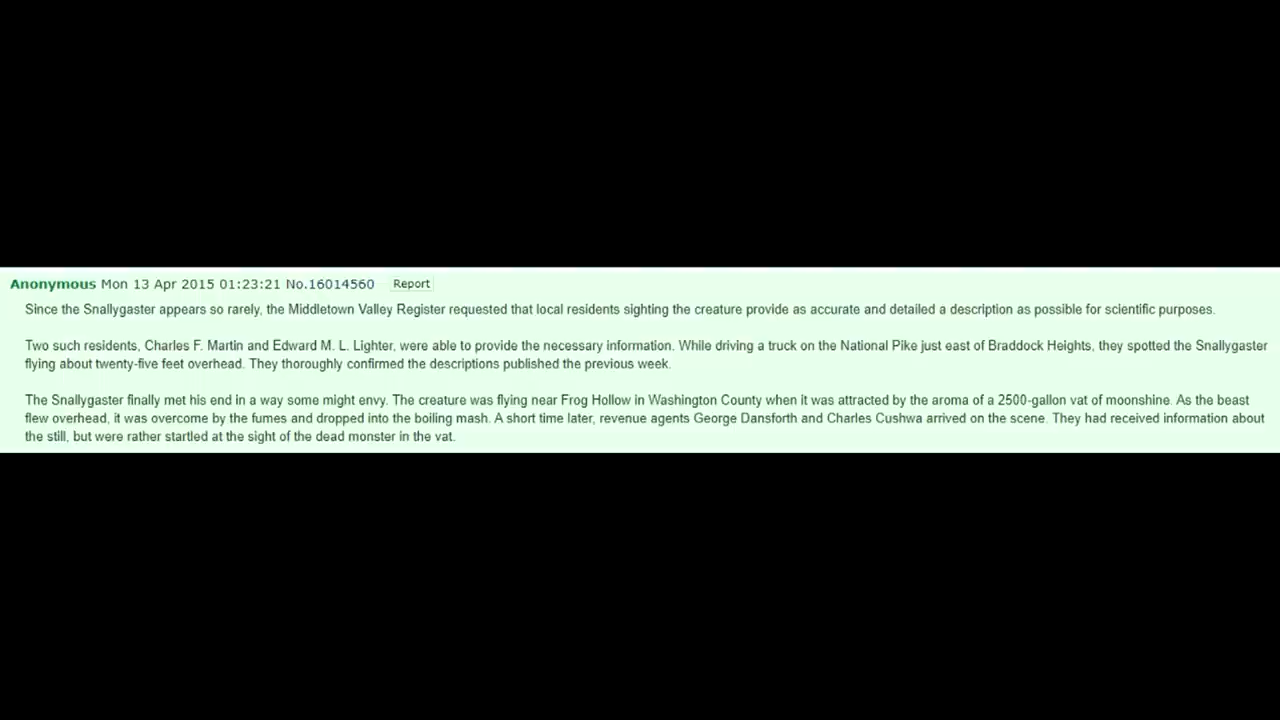 Anonymous Mon 13 Apr 2015 01:23:21 No.16014560 Report
Since the Snallygaster appears so rarely, the Middletown Valley Register requested that local residents sighting the creature provide as accurate and detailed a description as possible for scientific purposes.
Two such residents, Charles F. Martin and Edward M. L. Lighter, were able to provide the necessary information. While driving a truck on the National Pike just east of Braddock Heights, they spotted the Snallygaster
flying about twenty-five feet overhead. They thoroughly confirmed the descriptions published the previous week.
The Snallygaster finally met his end in a way some might envy. The creature was flying near Frog Hollow in Washington County when it was attracted by the aroma of a 2500-gallon vat of moonshine. As the beast
flew overhead, it was overcome by the fumes and dropped into the boiling mash. A short time later, revenue agents George Dansforth and Charles Cushwa arrived on the scene. They had received information about
the still, but were rather startled at the sight of the dead monster in the vat.